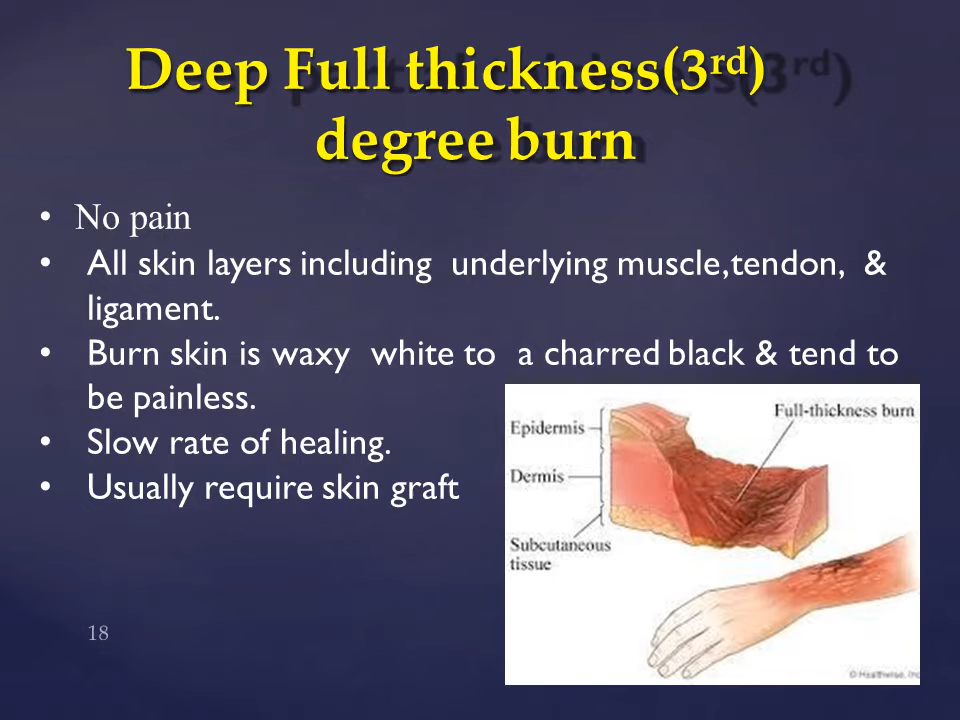 Deep Full thickness(3rd)
degree burn
• No pain
• All skin layers including underlying muscle,tendon, &
ligament.
• Burn skin is waxy white to a charred black & tend to
be painless.
• Slow rate of healing.
• Usually require skin graft
Full-thickness burn
Epidermis
Dermis
Subcutaneous
tissue
18
© Healthwise, Inc